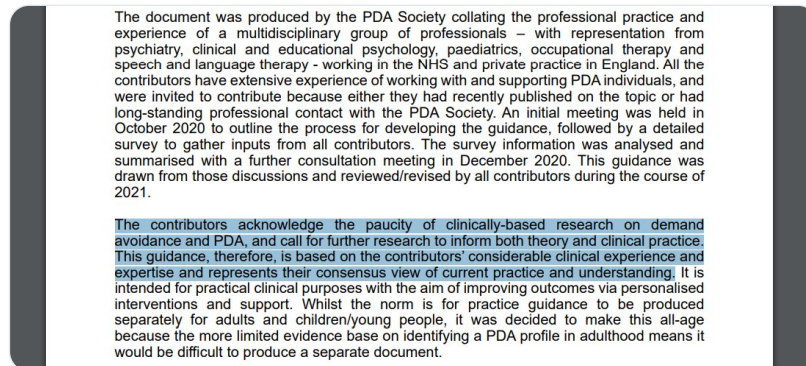 The document was produced by the PDA Society collating the professional practice and
experience of a multidisciplinary group of professionals – with representation from
psychiatry, clinical and educational psychology, paediatrics, occupational therapy and
speech and language therapy - working in the NHS and private practice in England. All the
contributors have extensive experience of working with and supporting PDA individuals, and
were invited to contribute because either they had recently published on the topic or had
long-standing professional contact with the PDA Society. An initial meeting was held in
October 2020 to outline the process for developing the guidance, followed by a detailed
survey to gather inputs from all contributors. The survey information was analysed and
summarised with a further consultation meeting in December 2020. This guidance was
drawn from those discussions and reviewed/revised by all contributors during the course of
2021.
The contributors acknowledge the paucity of clinically-based research on demand
avoidance and PDA, and call for further research to inform both theory and clinical practice.
This guidance, therefore, is based on the contributors' considerable clinical experience and
expertise and represents their consensus view of current practice and understanding. It is
intended for practical clinical purposes with the aim of improving outcomes via personalised
interventions and support. Whilst the norm is for practice guidance to be produced
separately for adults and children/young people, it was decided to make this all-age
because the more limited evidence base on identifying a PDA profile in adulthood means it
would be difficult to produce a separate document.